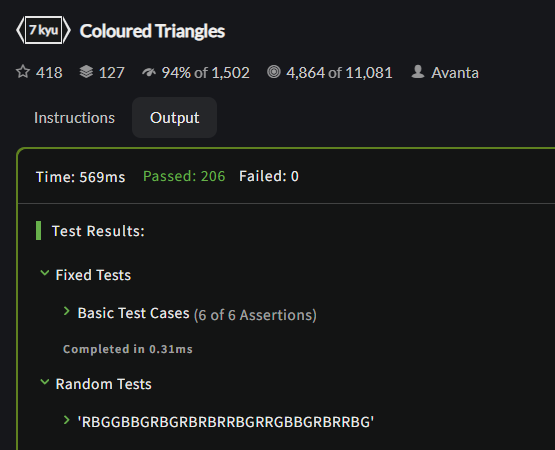 7 kyu Coloured Triangles
418 127 94% of 1,502 4,864 of 11,081 Avanta
Instructions Output
Time: 569ms Passed: 206 Failed: 0
Test Results:
Fixed Tests
Basic Test Cases (6 of 6 Assertions)
Completed in 0.31ms
Random Tests
'RBGGBBGRBGRBRBRRBGRRGBBGRBRRBG'